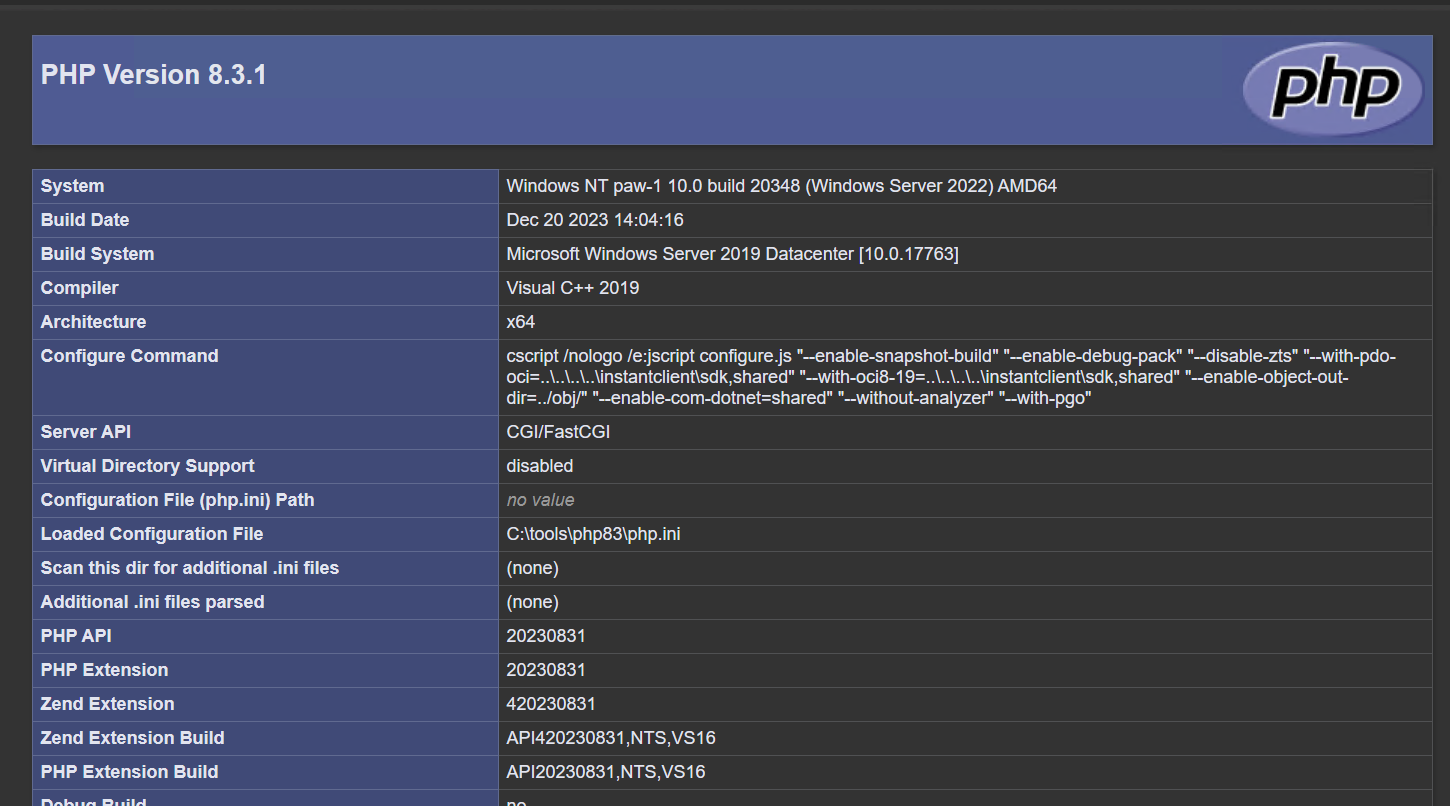 PHP Version 8.3.1
php
System
Windows NT paw-1 10.0 build 20348 (Windows Server 2022) AMD64
Build Date
Dec 20 2023 14:04:16
Build System
Microsoft Windows Server 2019 Datacenter [10.0.17763]
Compiler
Visual C++ 2019
Architecture
x64
Configure Command
cscript /nologo /e:jscript configure.js "--enable-snapshot-build" "--enable-debug-pack" "--disable-zts" "--with-pdo-
oci=..\..\..\..\instantclient\sdk,shared" "--with-oci8-19=..\..\..\..\instantclient\sdk,shared" "--enable-object-out-
dir=../obj/" "--enable-com-dotnet=shared" "--without-analyzer" "--with-pgo"
Server API
CGI/FastCGI
Virtual Directory Support
disabled
Configuration File (php.ini) Path
no value
Loaded Configuration File
C:\tools\php83\php.ini
Scan this dir for additional .ini files
(none)
Additional .ini files parsed
(none)
PHP API
20230831
PHP Extension
20230831
Zend Extension
420230831
Zend Extension Build
API420230831,NTS,VS16
PHP Extension Build
API20230831,NTS,VS16
Debug Build
no